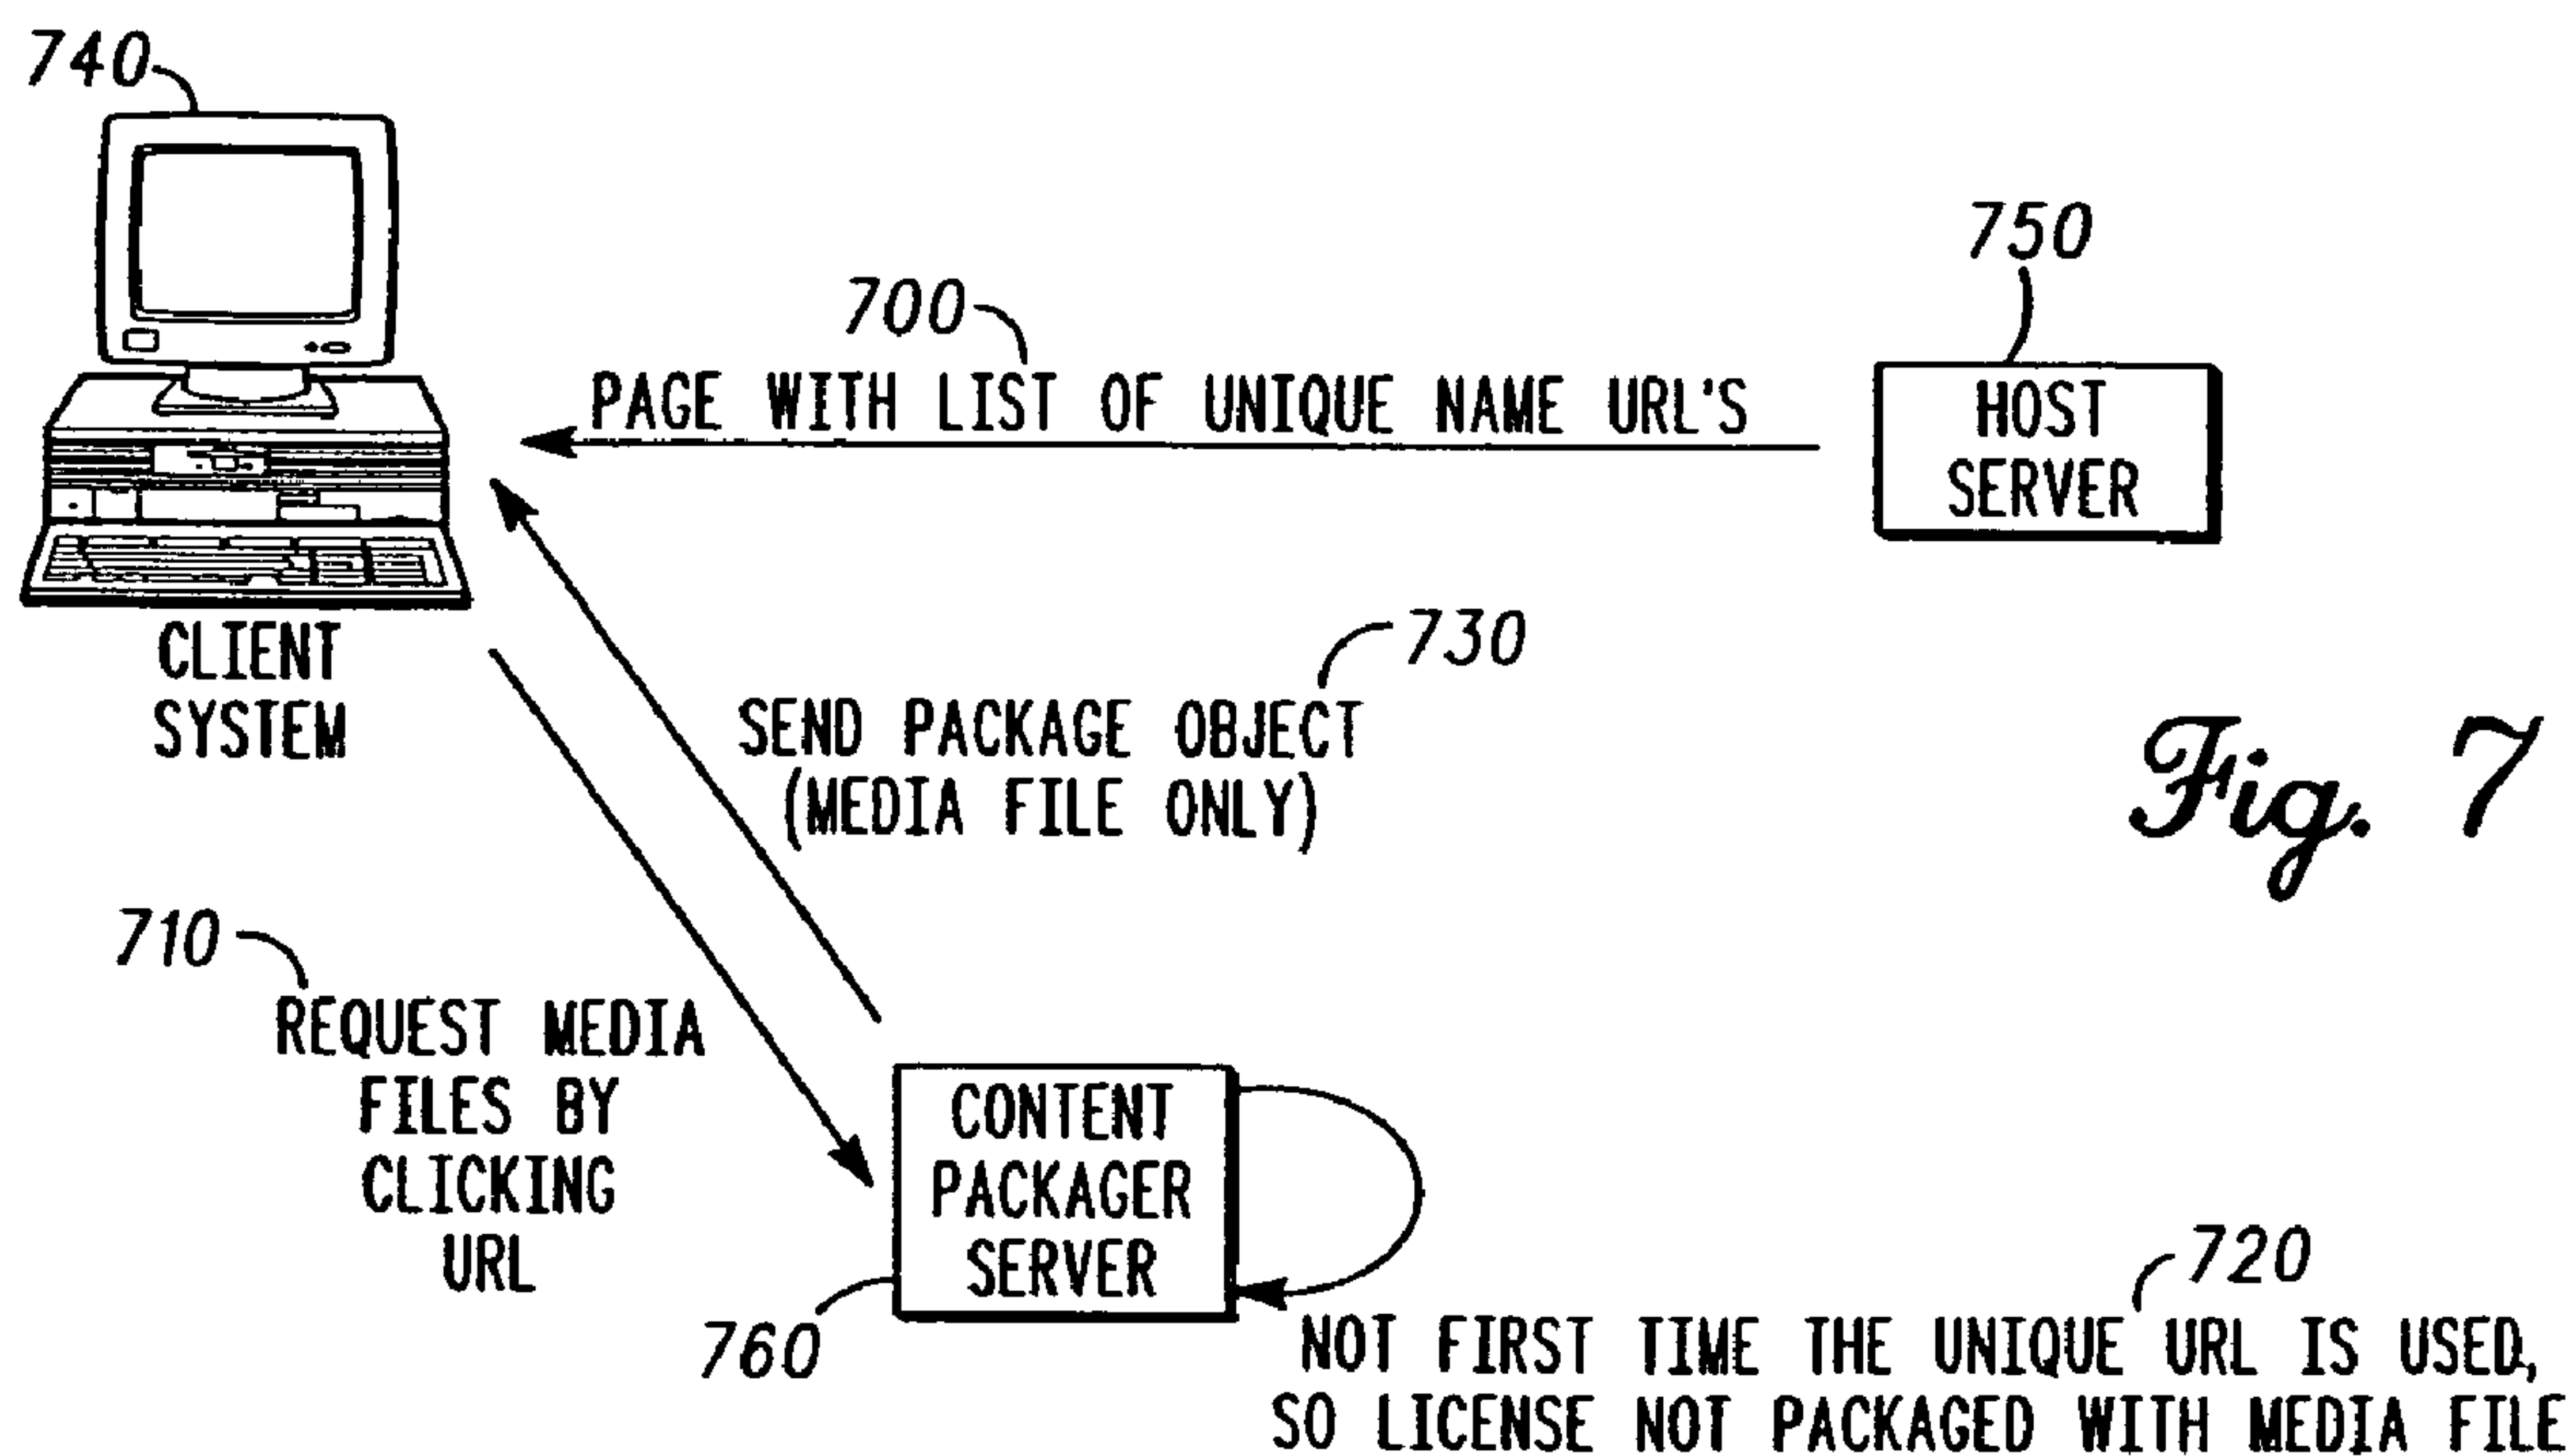 740
750
700
PAGE WITH LIST OF UNIQUE NAME URL'S
HOST
SERVER
730
CLIENT
SYSTEM
SEND PACKAGE OBJECT
(MEDIA FILE ONLY)
Fig. 7
710
REQUEST MEDIA
FILES BY
CLICKING
URL
CONTENT
PACKAGER
SERVER
760
720
NOT FIRST TIME THE UNIQUE URL IS USED,
SO LICENSE NOT PACKAGED WITH MEDIA FILE